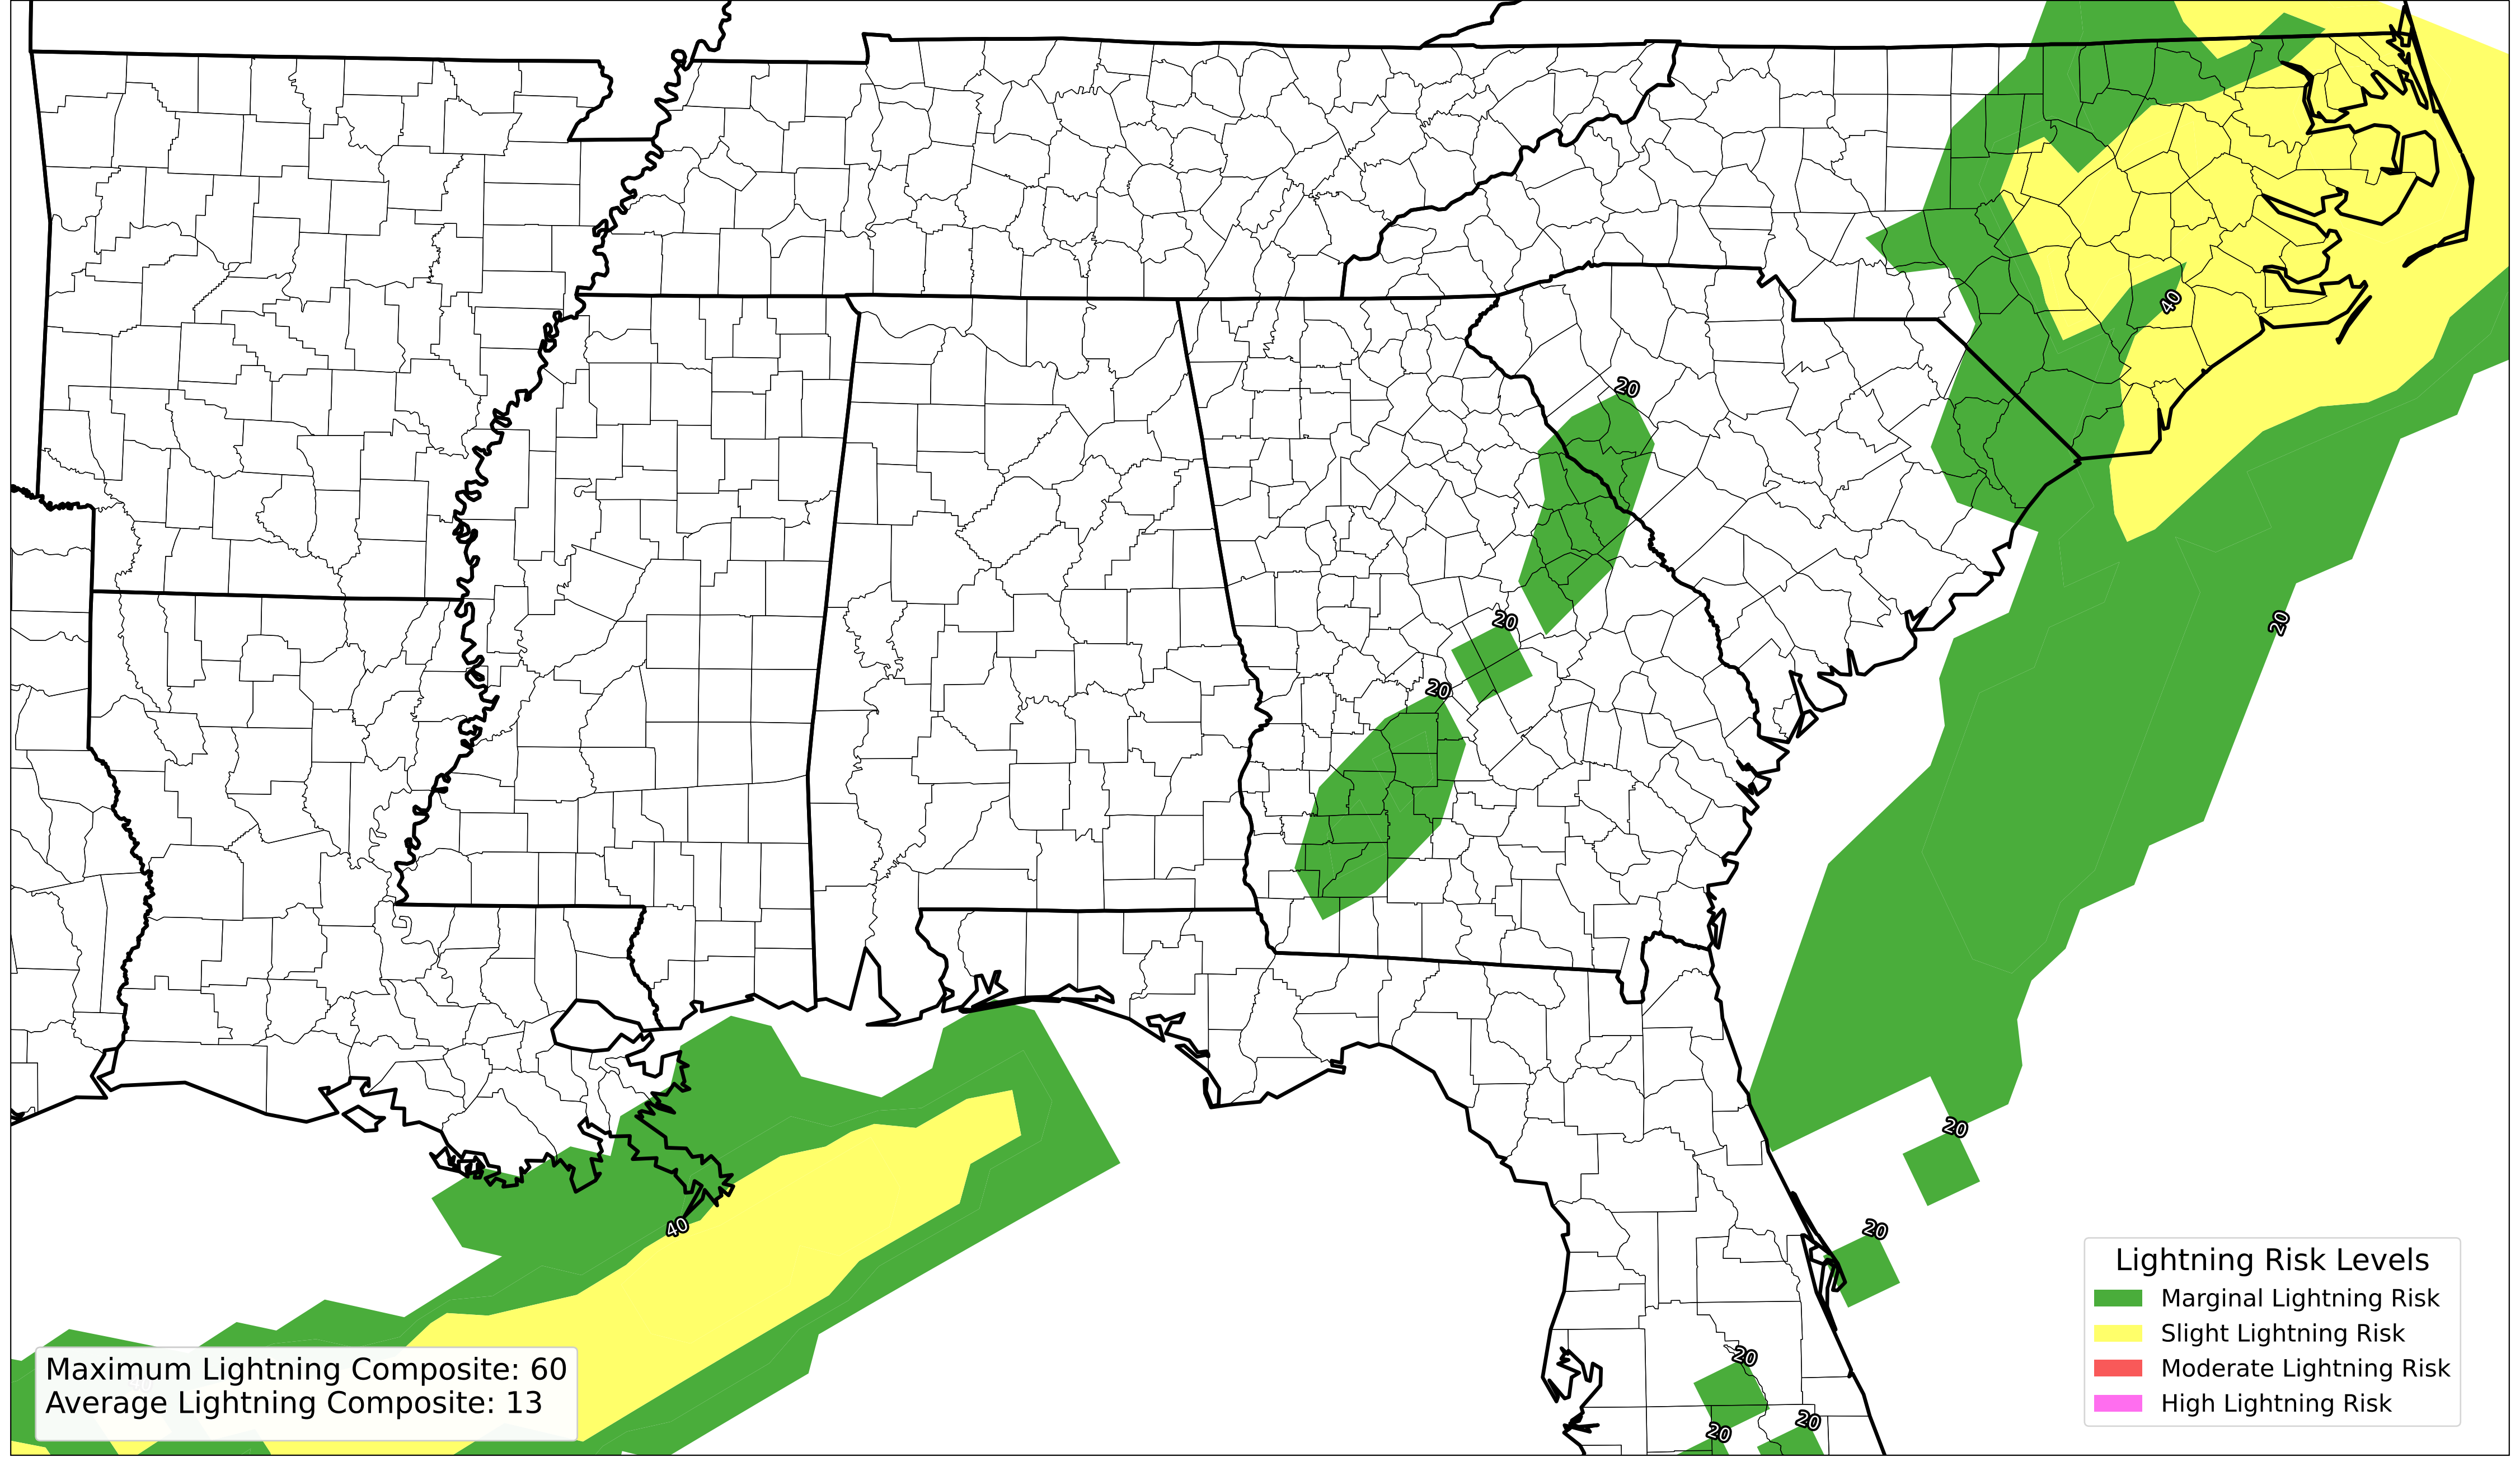 40
20
20
20
20
40
20
20
20
20
20
Lightning Risk Levels
Marginal Lightning Risk
Slight Lightning Risk
Moderate Lightning Risk
High Lightning Risk
Maximum Lightning Composite: 60
Average Lightning Composite: 13